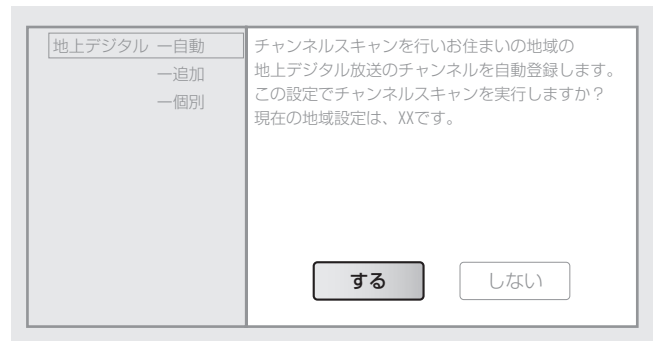 地上デジタル ー自動
ー追加
ー個別
チャンネルスキャンを行いお住まいの地域の
地上デジタル放送のチャンネルを自動登録します。
この設定でチャンネルスキャンを実行しますか？
現在の地域設定は、XXです。
する
しない